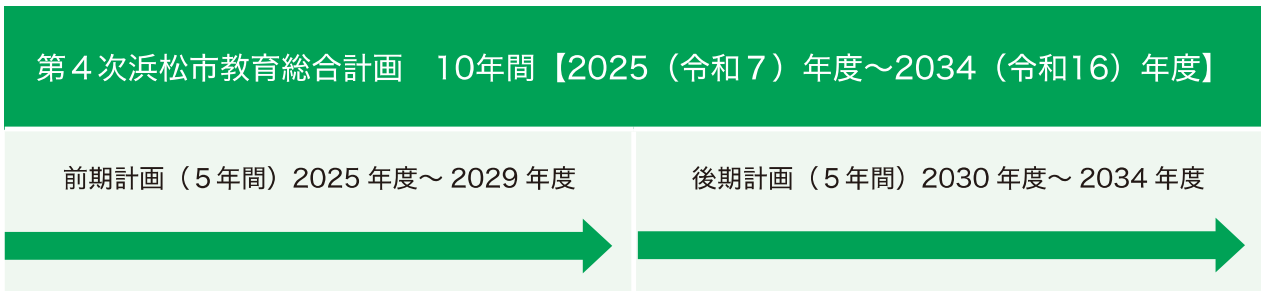 第４次浜松市教育総合計画　10年間【2025（令和７）年度～2034（令和16）年度】
前期計画（５年間）2025 年度～ 2029 年度
後期計画（５年間）2030 年度～ 2034 年度